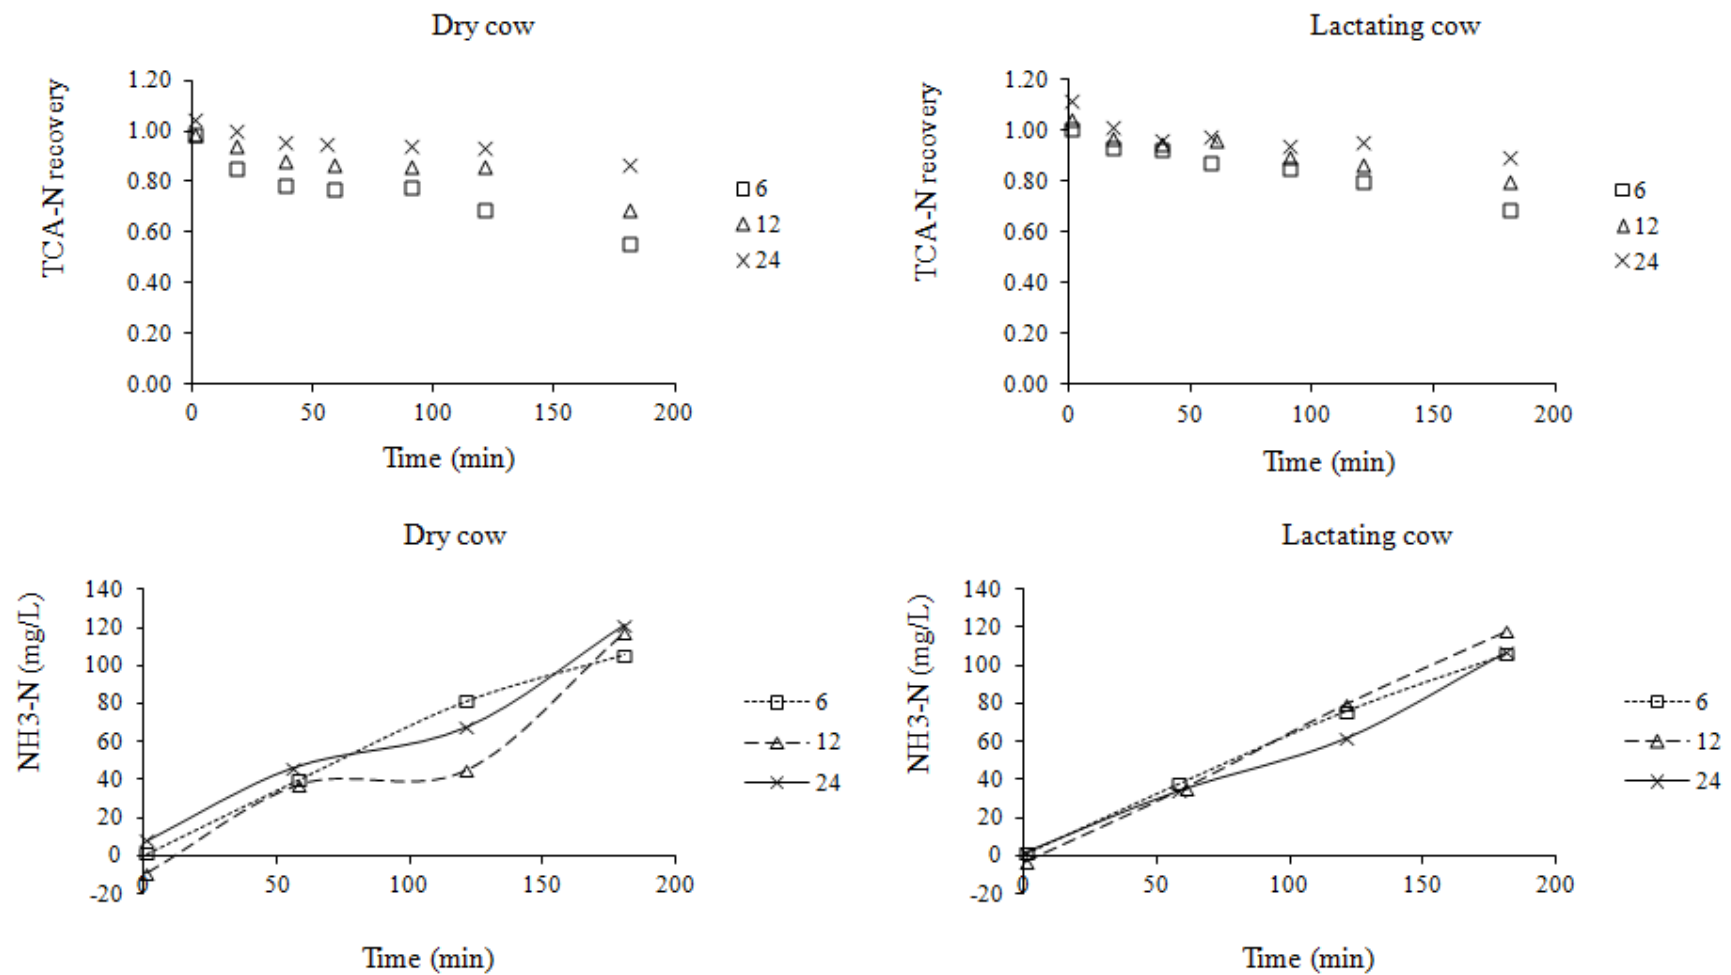 Dry cow
TCA-N recovery
1.20
1.00
0.80
0.60
0.40
0.20
0.00
0 50 100 150 200
Time (min)
6
12
24
Lactating cow
TCA-N recovery
1.20
1.00
0.80
0.60
0.40
0.20
0.00
0 50 100 150 200
Time (min)
6
12
24
Dry cow
NH3-N (mg/L)
140
120
100
80
60
40
20
0
-20
0 50 100 150 200
Time (min)
6
12
24
Lactating cow
NH3-N (mg/L)
140
120
100
80
60
40
20
0
-20
0 50 100 150 200
Time (min)
6
12
24